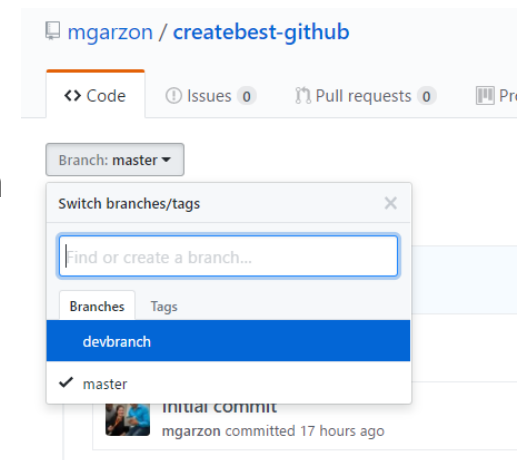 mgarzon / createbest-github
Code Issues 0 Pull requests 0 Pr
Branch: master
Switch branches/tags
Find or create a branch...
Branches Tags
devbranch
master
Initial commit
mgarzon committed 17 hours ago